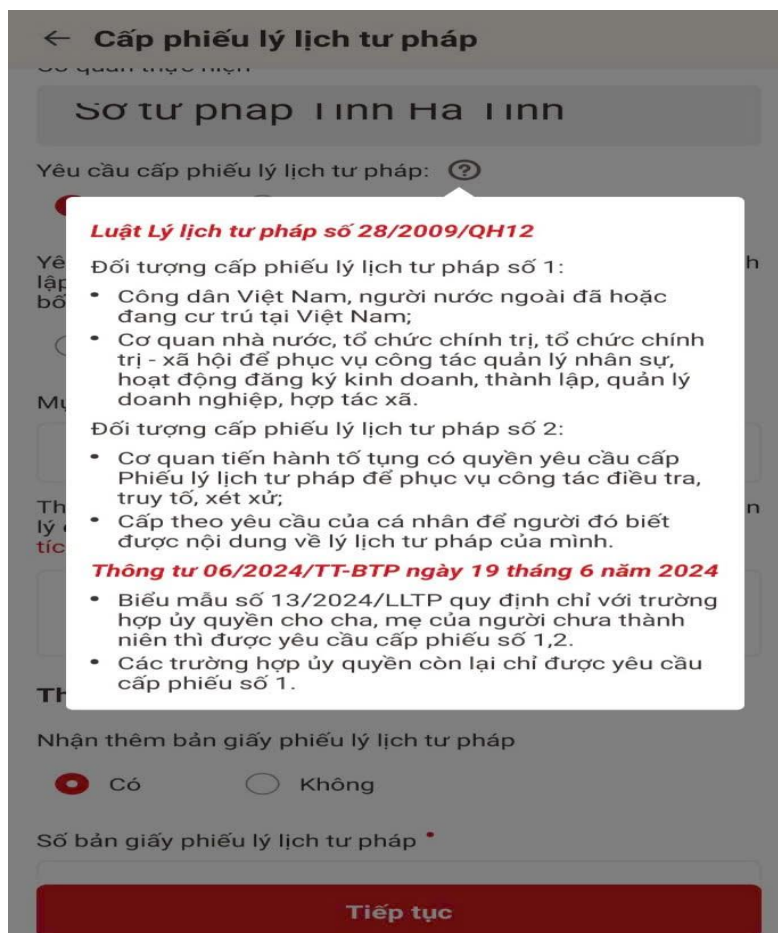 ← Cấp phiếu lý lịch tư pháp
Sở tư pháp Tỉnh Hà Tĩnh
Yêu cầu cấp phiếu lý lịch tư pháp: ?
Luật Lý lịch tư pháp số 28/2009/QH12
Đối tượng cấp phiếu lý lịch tư pháp số 1:
• Công dân Việt Nam, người nước ngoài đã hoặc
đang cư trú tại Việt Nam;
• Cơ quan nhà nước, tổ chức chính trị, tổ chức chính
trị - xã hội để phục vụ công tác quản lý nhân sự,
hoạt động đăng ký kinh doanh, thành lập, quản lý
doanh nghiệp, hợp tác xã.
Đối tượng cấp phiếu lý lịch tư pháp số 2:
• Cơ quan tiến hành tố tụng có quyền yêu cầu cấp
Phiếu lý lịch tư pháp để phục vụ công tác điều tra,
truy tố, xét xử;
• Cấp theo yêu cầu của cá nhân để người đó biết
được nội dung về lý lịch tư pháp của mình.
Thông tư 06/2024/TT-BTP ngày 19 tháng 6 năm 2024
• Biểu mẫu số 13/2024/LLTP quy định chỉ với trường
hợp ủy quyền cho cha, mẹ của người chưa thành
niên thì được yêu cầu cấp phiếu số 1,2.
• Các trường hợp ủy quyền còn lại chỉ được yêu cầu
cấp phiếu số 1.
Nhận thêm bản giấy phiếu lý lịch tư pháp
Có Không
Số bản giấy phiếu lý lịch tư pháp *
Tiếp tục